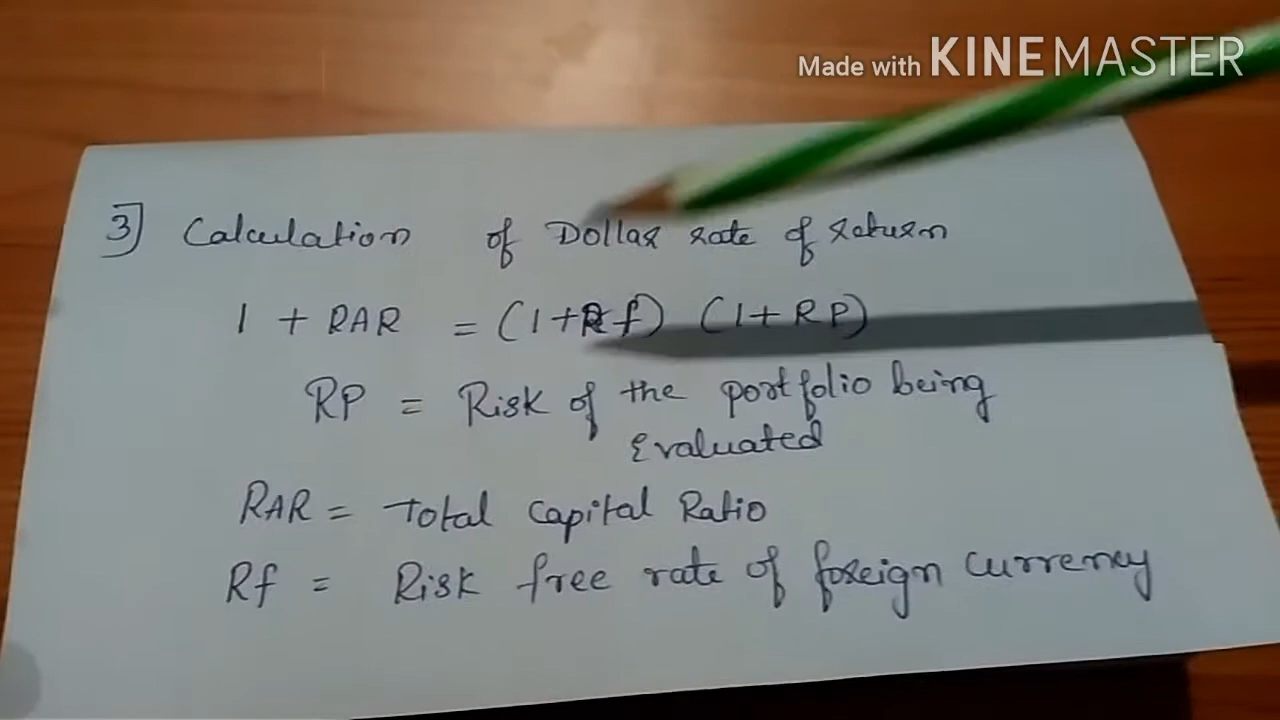 Made with KINEMASTER
3] Calculation of Dollar rate of return
1 + RAR = (1+Rf) (1+RP)
RP = Risk of the portfolio being
Evaluated
RAR = total capital Ratio
Rf = Risk free rate of foreign currency